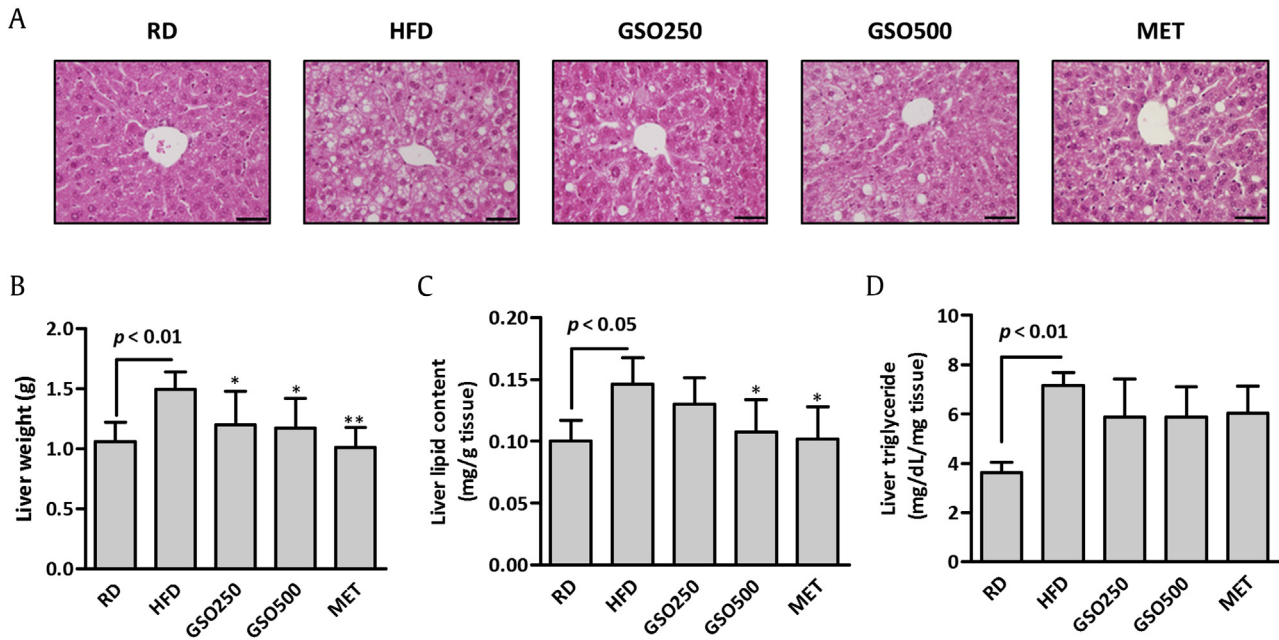 A
RD HFD GSO250 GSO500 MET
B
p < 0.01
Liver weight (g)
2.0
1.5
1.0
0.5
0.0
*
*
**
RD HFD GSO250 GSO500 MET
C
p < 0.05
Liver lipid content
(mg/g tissue)
0.20
0.15
0.10
0.05
0.00
*
*
RD HFD GSO250 GSO500 MET
D
p < 0.01
Liver triglyceride
(mg/dL/mg tissue)
10
8
6
4
2
0
RD HFD GSO250 GSO500 MET